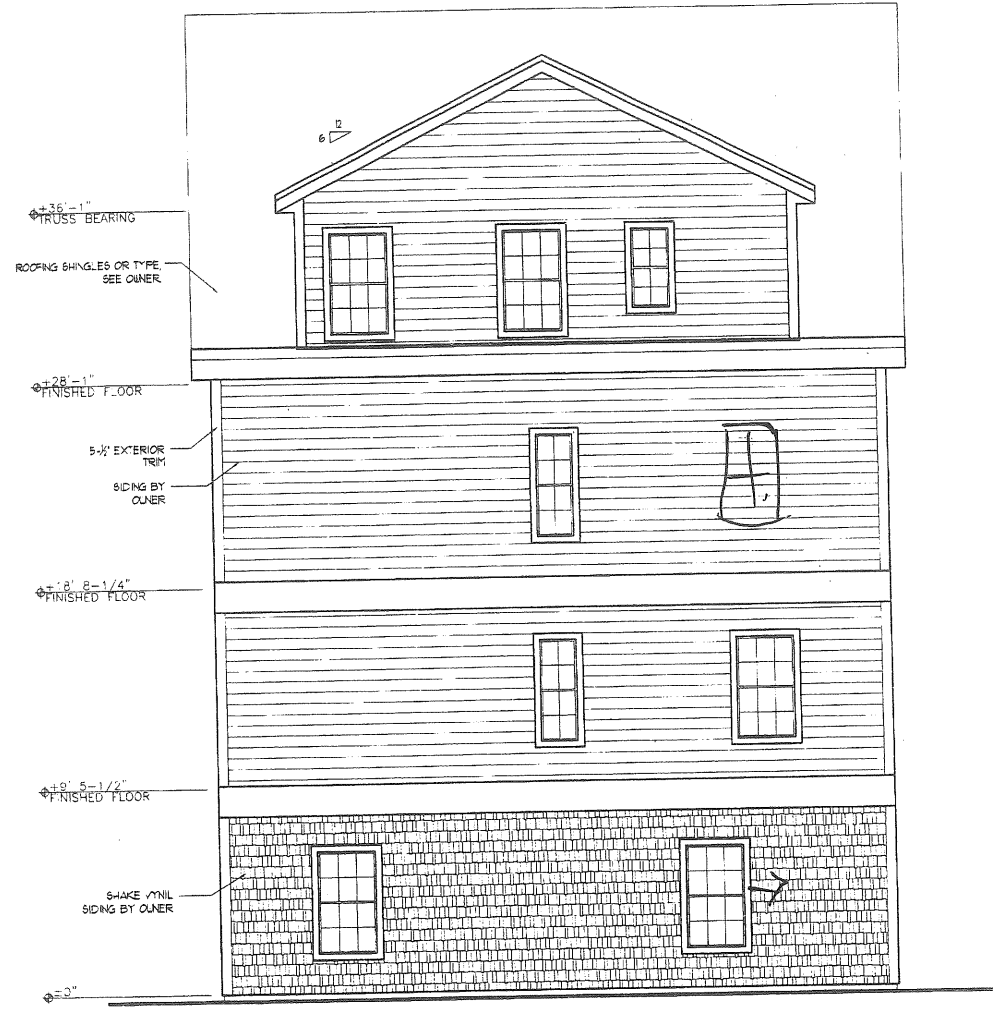 12
6
+36'-1"
TRUSS BEARING
ROOFING SHINGLES OR TYPE,
SEE OWNER
+28'-1"
FINISHED FLOOR
5-½" EXTERIOR
TRIM
SIDING BY
OWNER
+18' 8-1/4"
FINISHED FLOOR
+9' 5-1/2"
FINISHED FLOOR
SHAKE VYNIL
SIDING BY OWNER
±0"